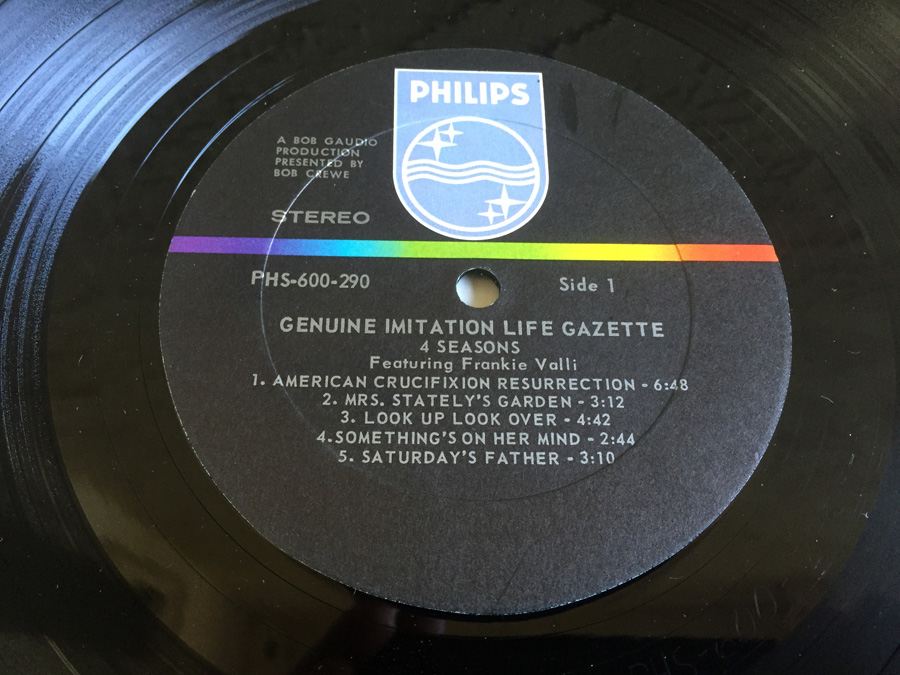 PHILIPS
A BOB GAUDIO
PRODUCTION
PRESENTED BY
BOB CREWE
STEREO
PHS-600-290
Side 1
GENUINE IMITATION LIFE GAZETTE
4 SEASONS
Featuring Frankie Valli
1. AMERICAN CRUCIFIXION RESURRECTION - 6:48
2. MRS. STATELY'S GARDEN - 3:12
3. LOOK UP LOOK OVER - 4:42
4.SOMETHING'S ON HER MIND - 2:44
5. SATURDAY'S FATHER - 3:10